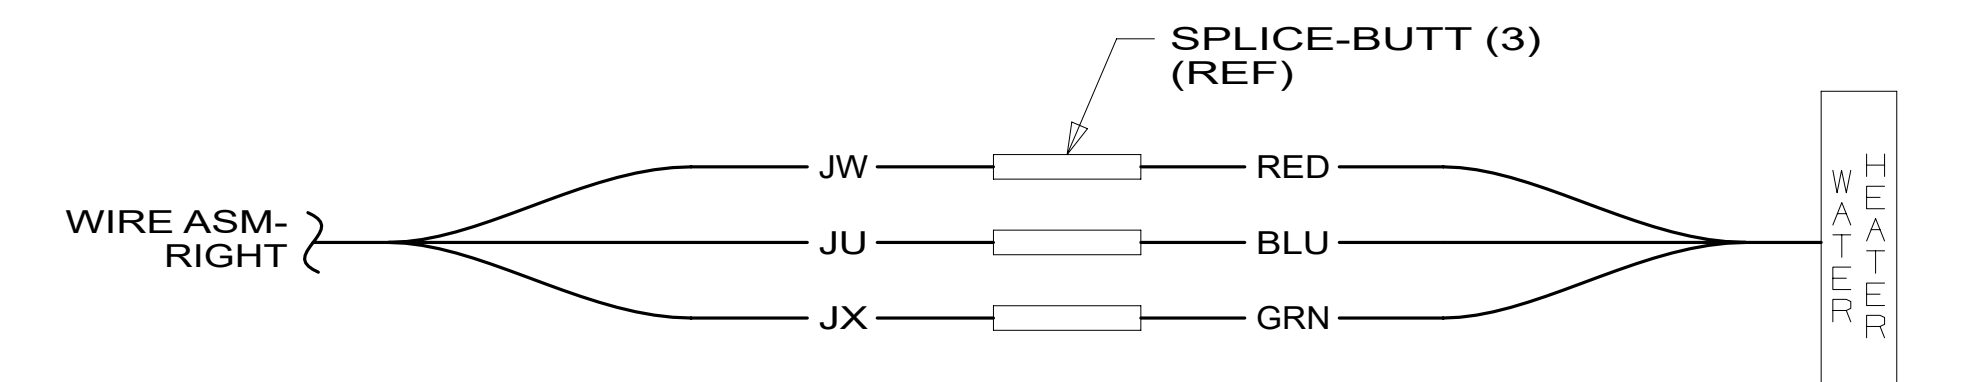 SPLICE-BUTT (3)
(REF)
WIRE ASM-
RIGHT
JW
RED
JU
BLU
JX
GRN
WATER
HEATER